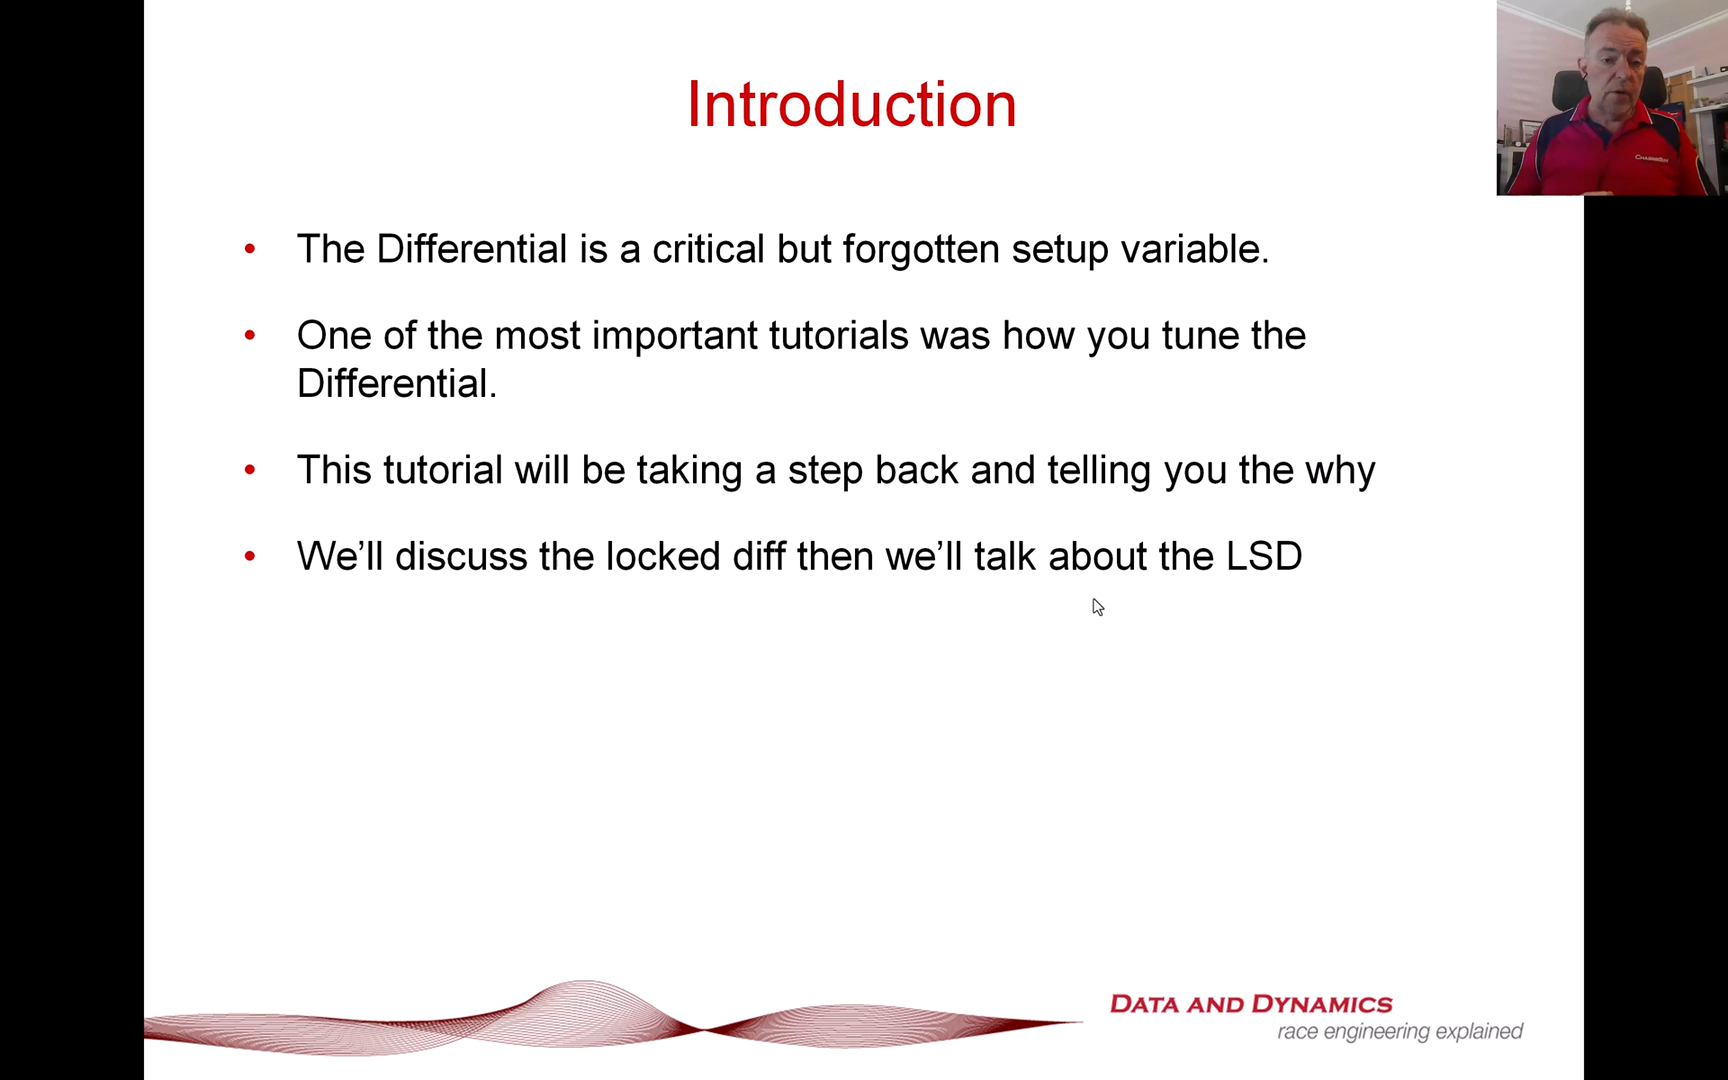 Introduction
• The Differential is a critical but forgotten setup variable.
• One of the most important tutorials was how you tune the
Differential.
• This tutorial will be taking a step back and telling you the why
• We’ll discuss the locked diff then we’ll talk about the LSD
DATA AND DYNAMICS
race engineering explained